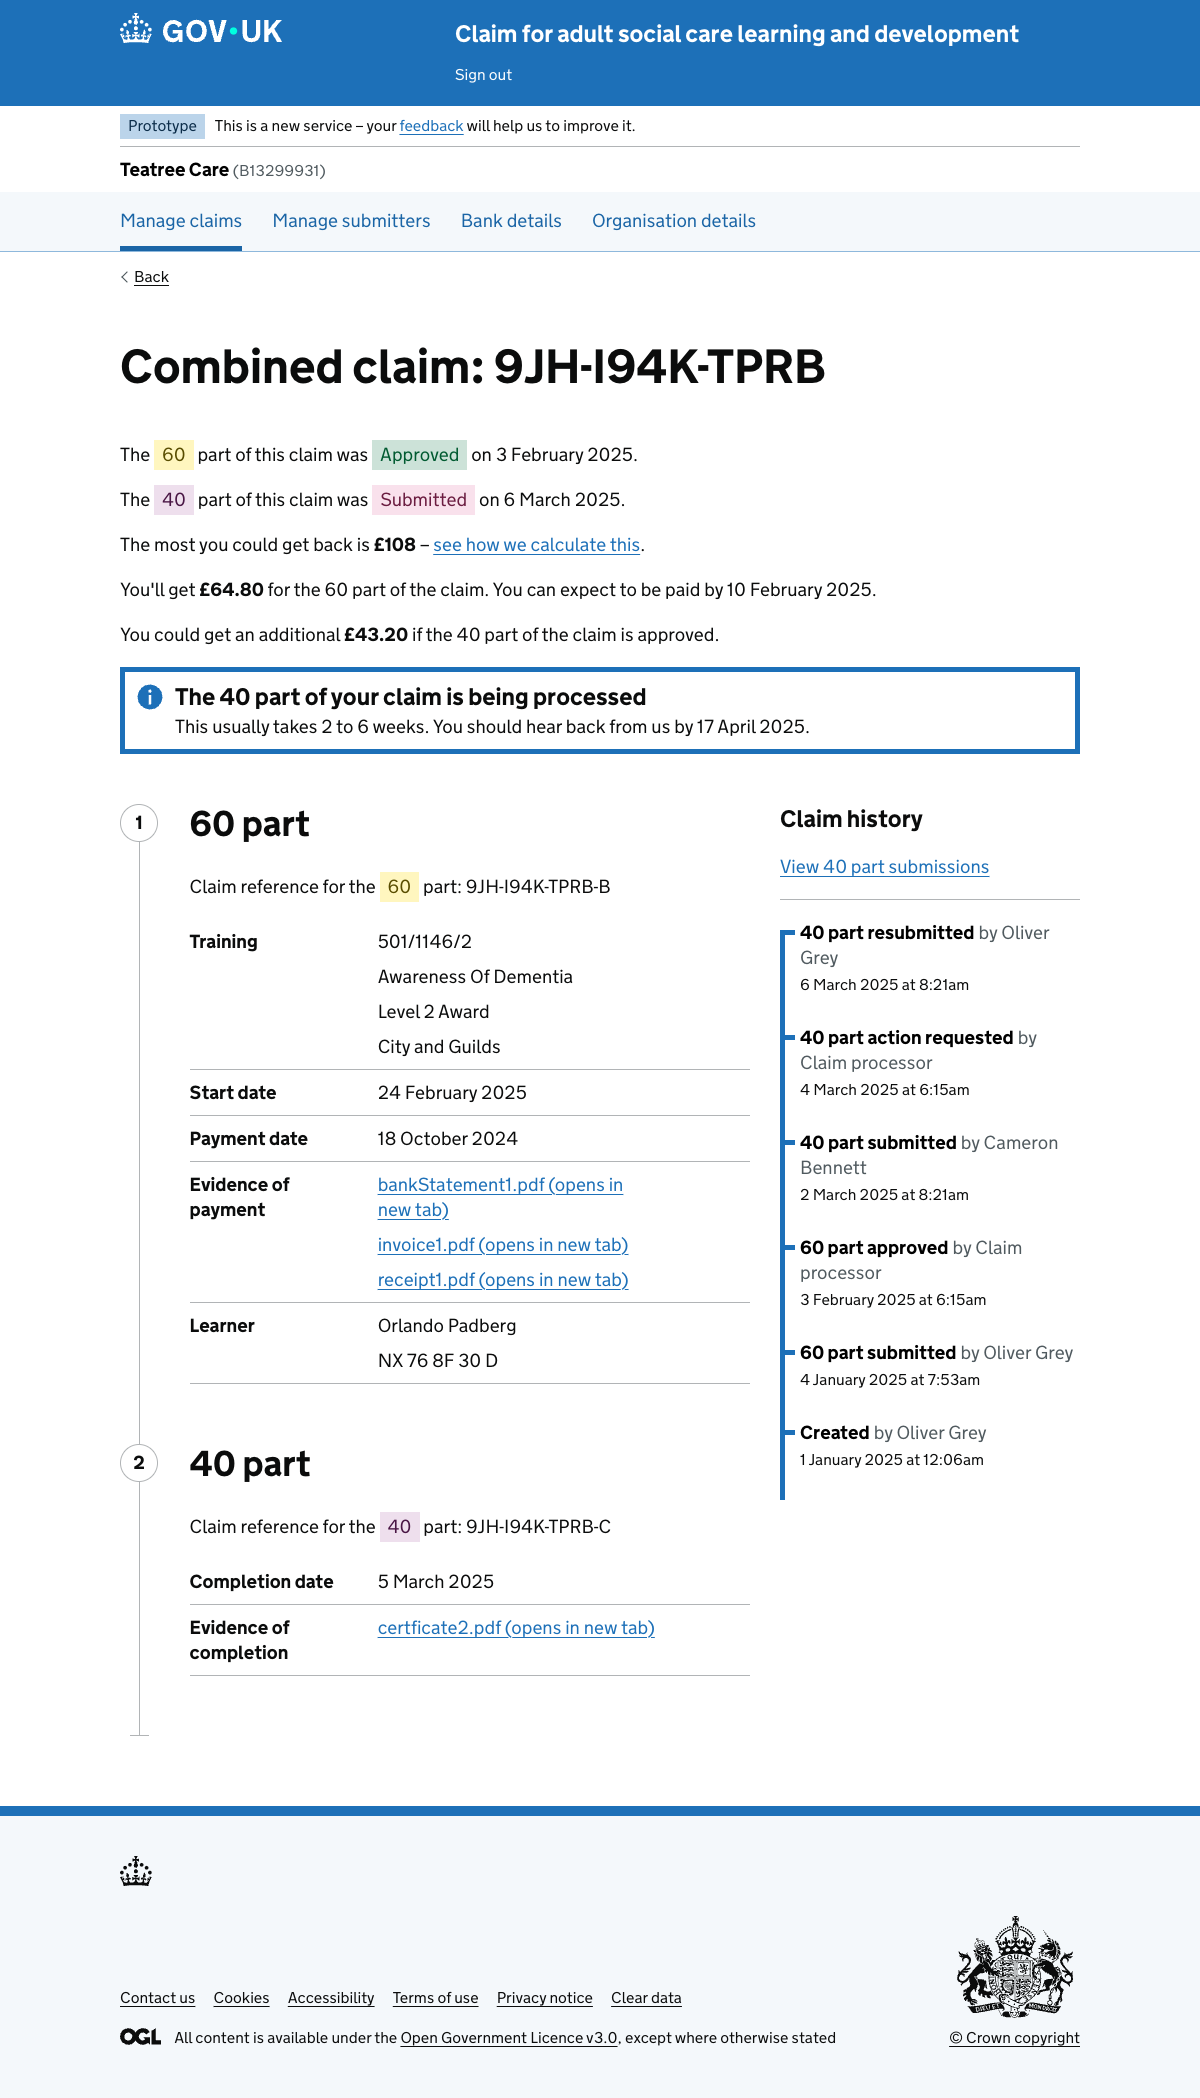 GOV·UK
Claim for adult social care learning and development
Sign out
Prototype This is a new service – your feedback will help us to improve it.
Teatree Care (B13299931)
Manage claims Manage submitters Bank details Organisation details
Back
Combined claim: 9JH-I94K-TPRB
The 60 part of this claim was Approved on 3 February 2025.
The 40 part of this claim was Submitted on 6 March 2025.
The most you could get back is £108 – see how we calculate this.
You'll get £64.80 for the 60 part of the claim. You can expect to be paid by 10 February 2025.
You could get an additional £43.20 if the 40 part of the claim is approved.
The 40 part of your claim is being processed
This usually takes 2 to 6 weeks. You should hear back from us by 17 April 2025.
1
60 part
Claim reference for the 60 part: 9JH-I94K-TPRB-B
Training 501/1146/2
Awareness Of Dementia
Level 2 Award
City and Guilds
Start date 24 February 2025
Payment date 18 October 2024
Evidence of payment
bankStatement1.pdf (opens in
new tab)
invoice1.pdf (opens in new tab)
receipt1.pdf (opens in new tab)
Learner Orlando Padberg
NX 76 8F 30 D
2
40 part
Claim reference for the 40 part: 9JH-I94K-TPRB-C
Completion date 5 March 2025
Evidence of completion
certficate2.pdf (opens in new tab)
Claim history
View 40 part submissions
40 part resubmitted by Oliver
Grey
6 March 2025 at 8:21am
40 part action requested by
Claim processor
4 March 2025 at 6:15am
40 part submitted by Cameron
Bennett
2 March 2025 at 8:21am
60 part approved by Claim
processor
3 February 2025 at 6:15am
60 part submitted by Oliver Grey
4 January 2025 at 7:53am
Created by Oliver Grey
1 January 2025 at 12:06am
Contact us Cookies Accessibility Terms of use Privacy notice Clear data
OGL All content is available under the Open Government Licence v3.0, except where otherwise stated
© Crown copyright